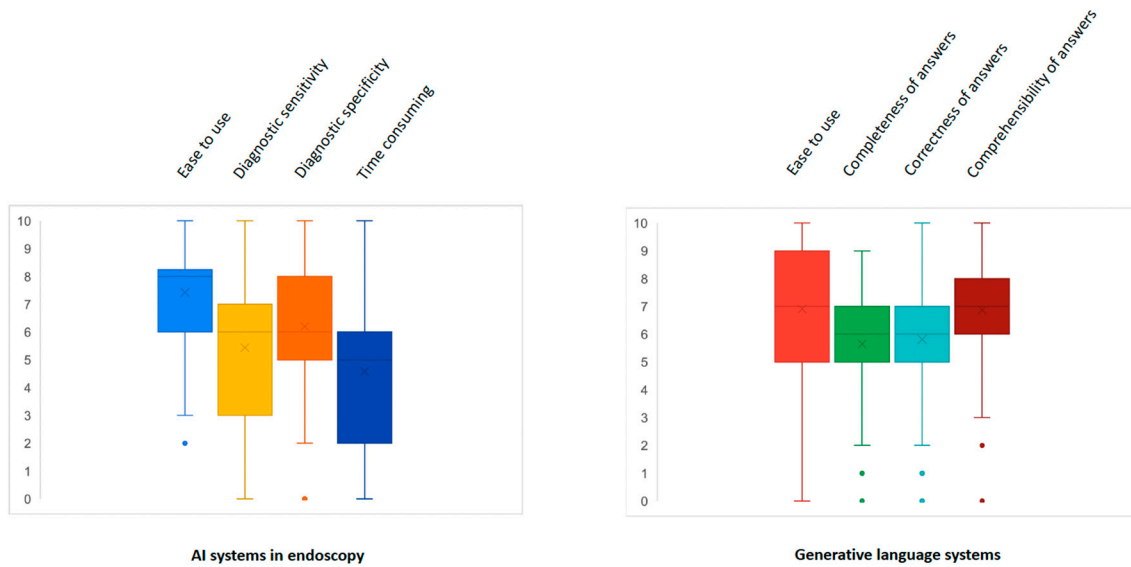 Ease to use
Diagnostic sensitivity
Diagnostic specificity
Time consuming
10
9
8
7
6
5
4
3
2
1
0
AI systems in endoscopy
Ease to use
Completeness of answers
Correctness of answers
Comprehensibility of answers
10
9
8
7
6
5
4
3
2
1
0
Generative language systems